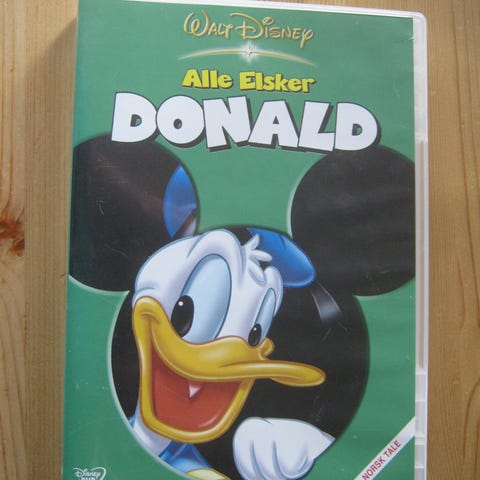 WALT DISNEY
Alle Elsker
DONALD
NORSK TALE
DISNEY
DVD